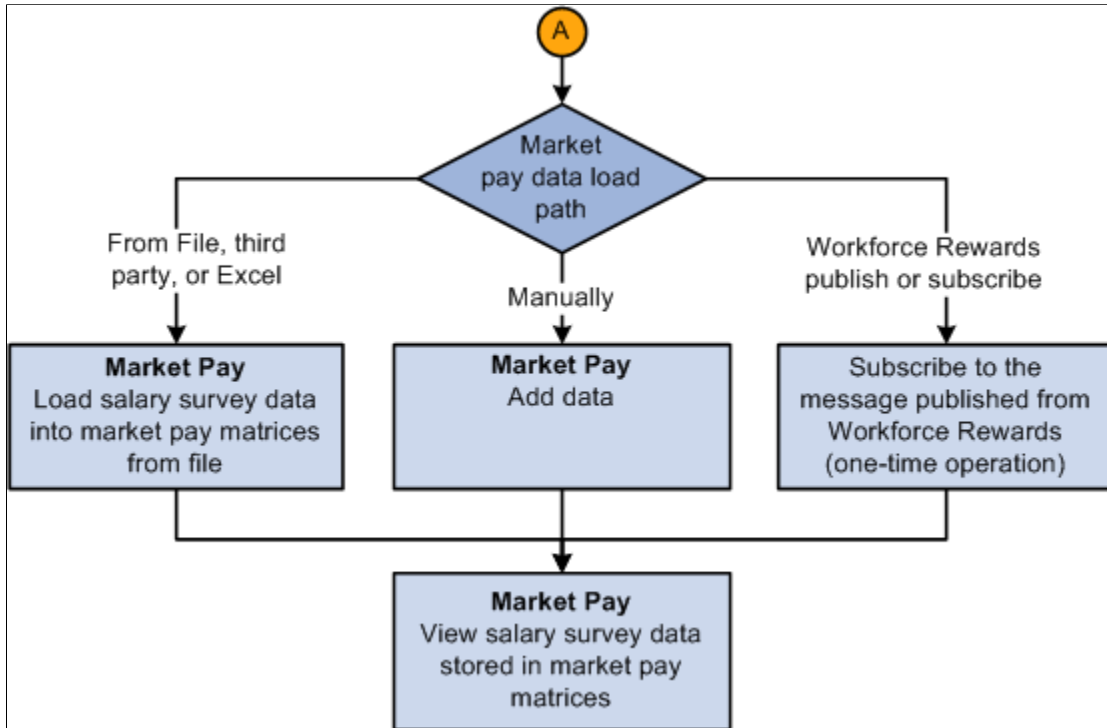 A
Market
pay data load
path
From File, third
party, or Excel
Manually
Workforce Rewards
publish or subscribe
Market Pay
Load salary survey data
into market pay matrices
from file
Market Pay
Add data
Subscribe to the
message published from
Workforce Rewards
(one-time operation)
Market Pay
View salary survey data
stored in market pay
matrices